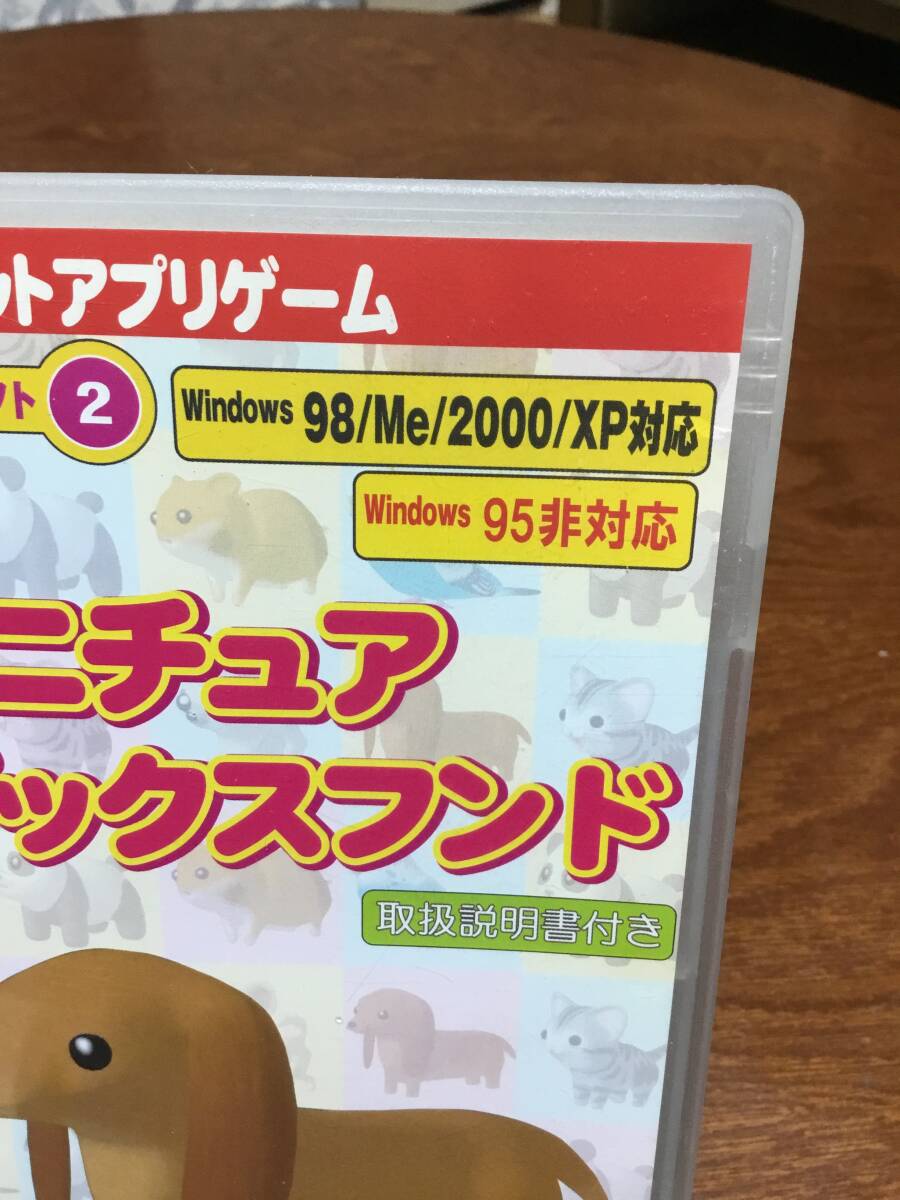 ットアプリゲーム
ット 2
Windows 98/Me/2000/XP対応
Windows 95非対応
ニチュア
ックスフンド
取扱説明書付き